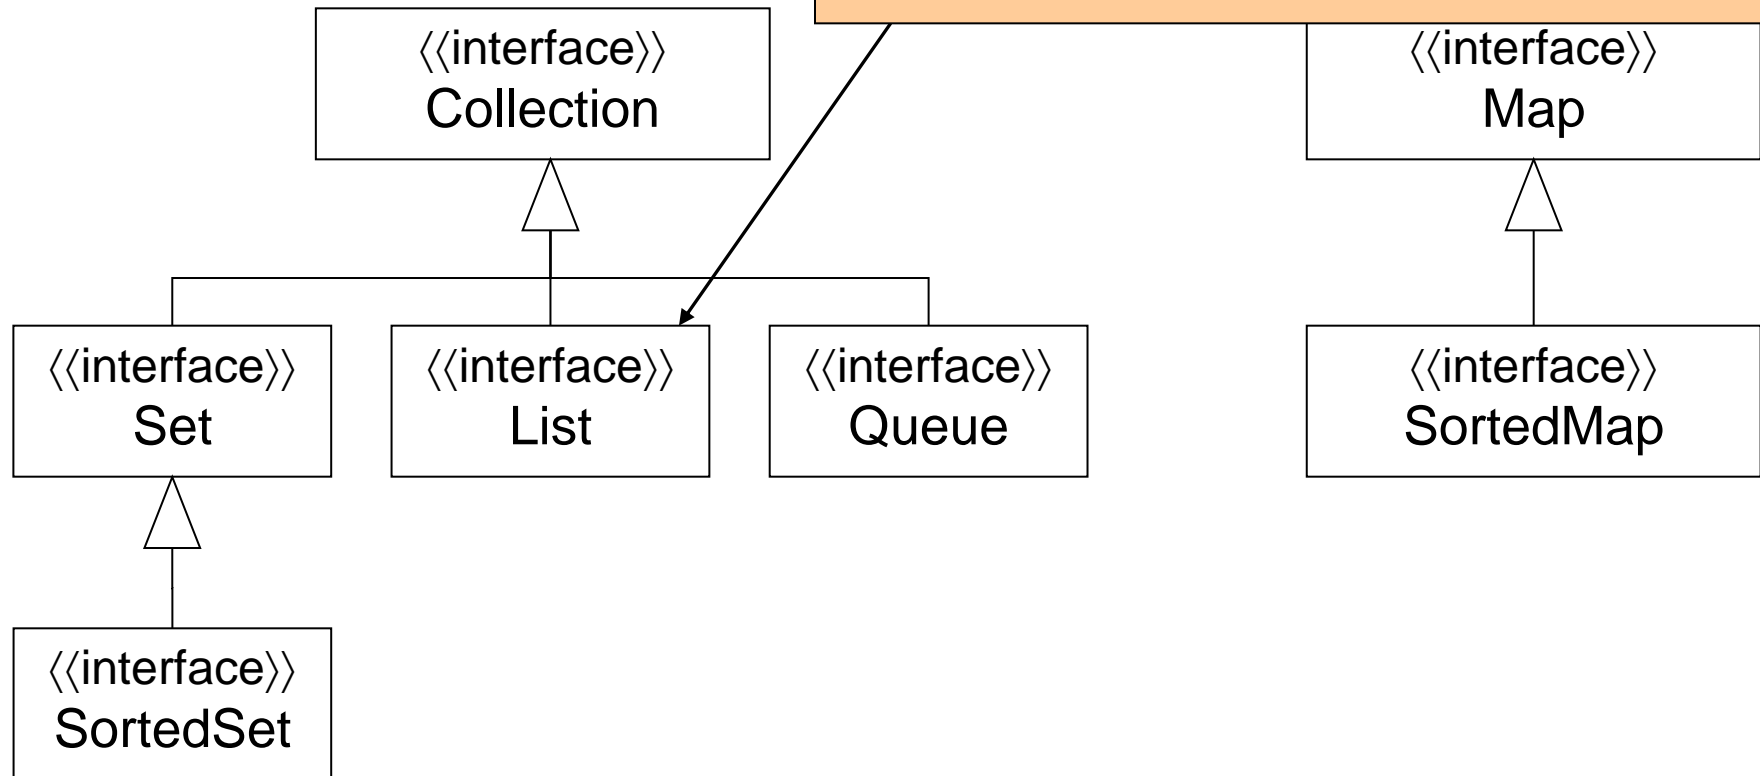 ⟨⟨interface⟩⟩
Collection
⟨⟨interface⟩⟩
Map
⟨⟨interface⟩⟩
Set
⟨⟨interface⟩⟩
List
⟨⟨interface⟩⟩
Queue
⟨⟨interface⟩⟩
SortedMap
⟨⟨interface⟩⟩
SortedSet